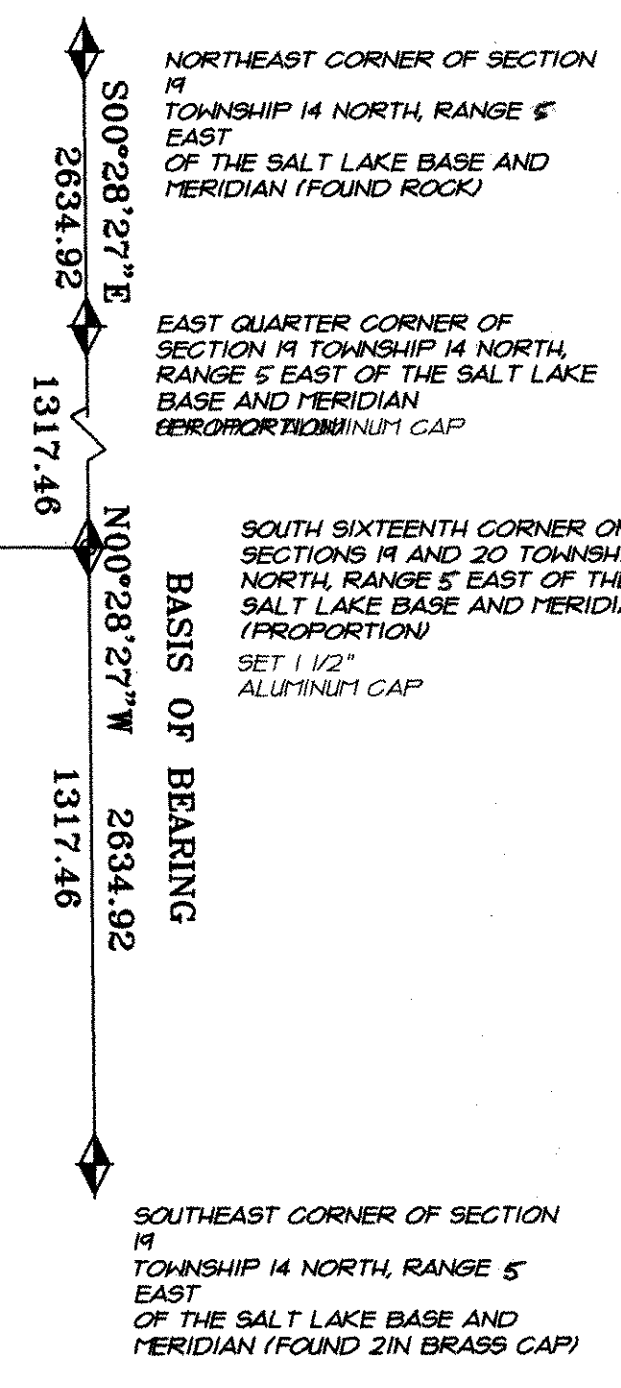 NORTHEAST CORNER OF SECTION
19
TOWNSHIP 14 NORTH, RANGE 5
EAST
OF THE SALT LAKE BASE AND
MERIDIAN (FOUND ROCK)
S00°28'27"E
2634.92
EAST QUARTER CORNER OF
SECTION 19 TOWNSHIP 14 NORTH,
RANGE 5 EAST OF THE SALT LAKE
BASE AND MERIDIAN
CAP
1317.46
SOUTH SIXTEENTH CORNER
SECTIONS 19 AND 20
NORTH, RANGE 5 EAST OF
SALT LAKE BASE AND
(PROPORTION)
SET 1 1/2"
ALUMINUM CAP
N00°28'27"W 2634.92
BASIS OF BEARING
1317.46
SOUTHEAST CORNER OF SECTION
19
TOWNSHIP 14 NORTH, RANGE 5
EAST
OF THE SALT LAKE BASE AND
MERIDIAN (FOUND 2IN BRASS CAP)